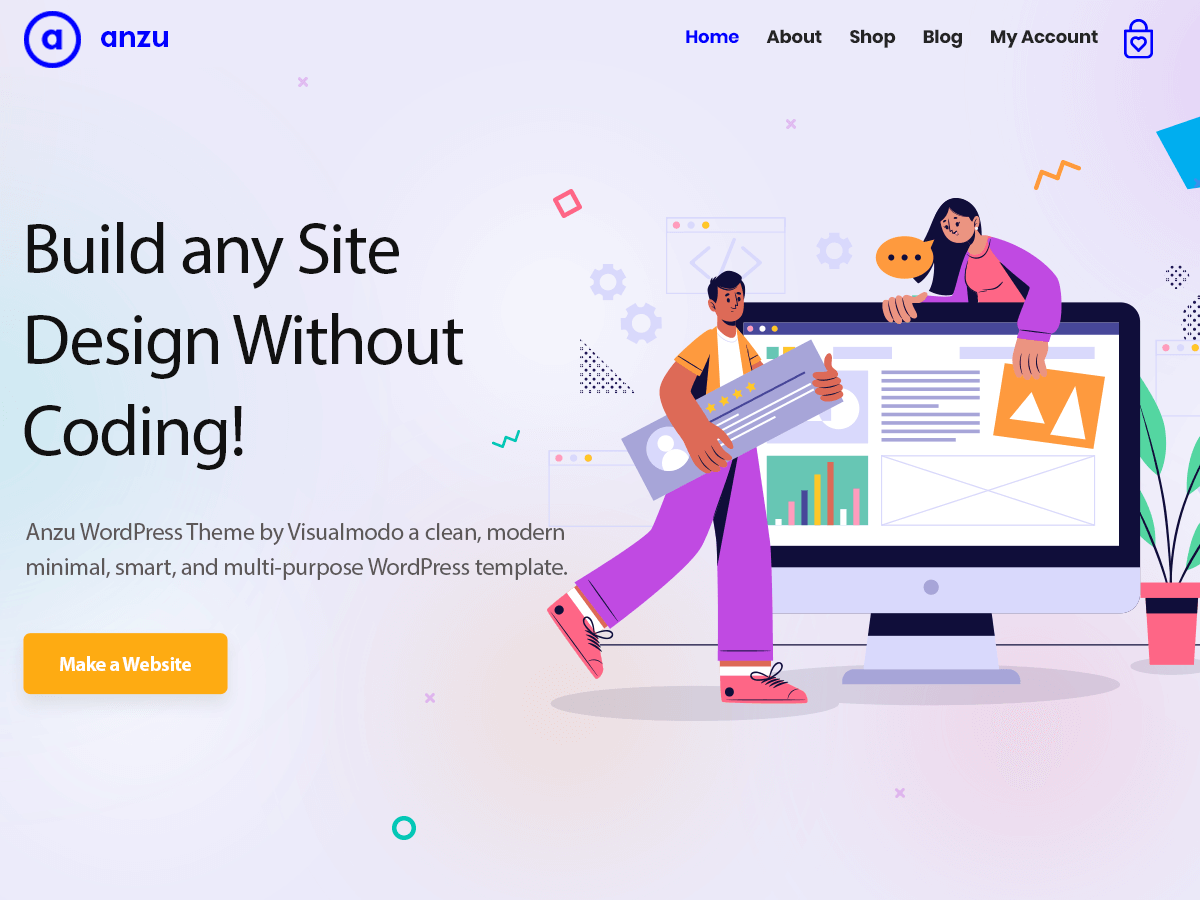 a anzu
Home About Shop Blog My Account
Build any Site
Design Without
Coding!
Anzu WordPress Theme by Visualmodo a clean, modern
minimal, smart, and multi-purpose WordPress template.
Make a Website